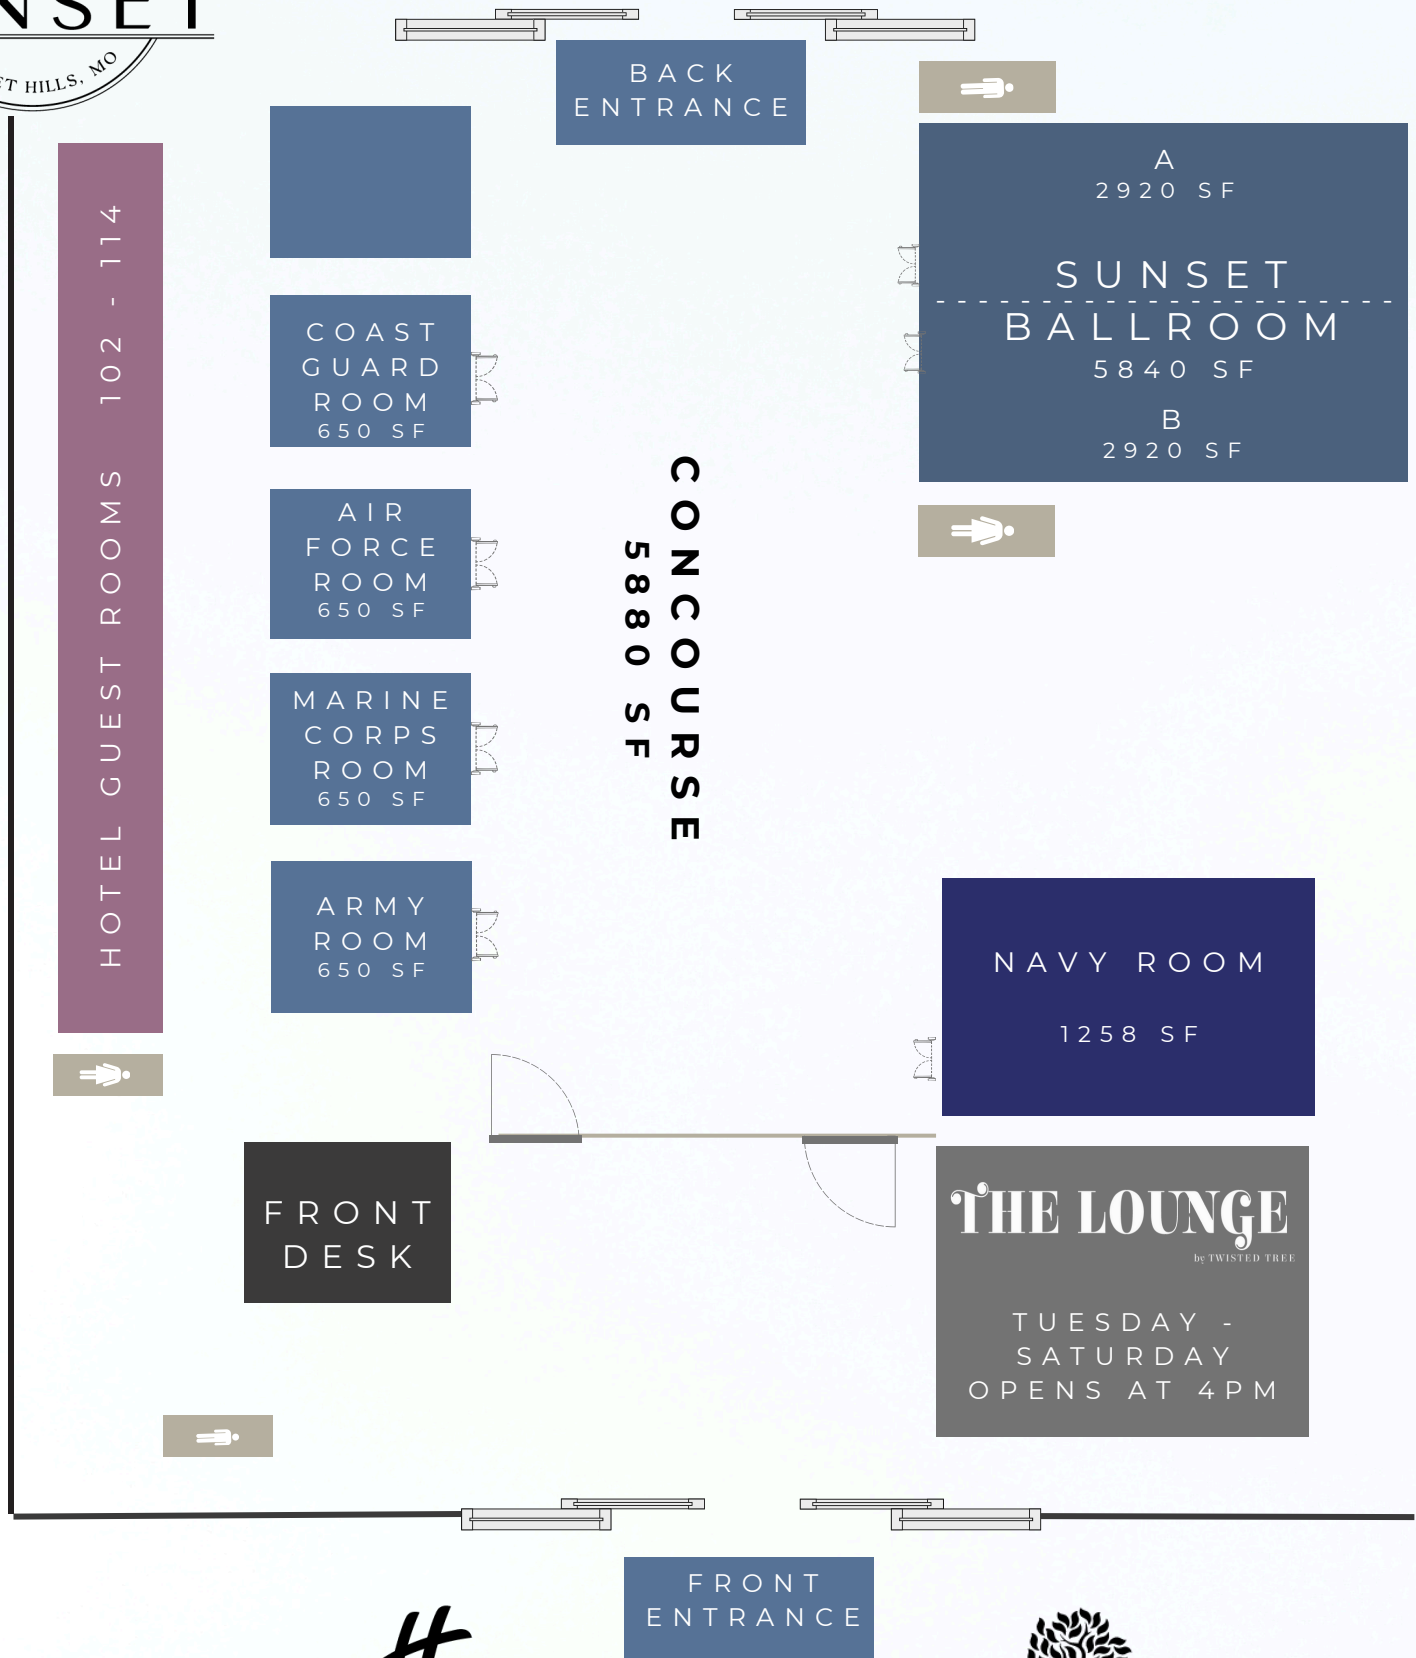 NSET
ET HILLS, MO
BACK
ENTRANCE
HOTEL GUEST ROOMS 102 - 114
COAST
GUARD
ROOM
650 SF
AIR
FORCE
ROOM
650 SF
MARINE
CORPS
ROOM
650 SF
ARMY
ROOM
650 SF
CONCOURSE
5880 SF
A
2920 SF
SUNSET
BALLROOM
5840 SF
B
2920 SF
NAVY ROOM
1258 SF
FRONT
DESK
THE LOUNGE
by TWISTED TREE
TUESDAY -
SATURDAY
OPENS AT 4PM
FRONT
ENTRANCE